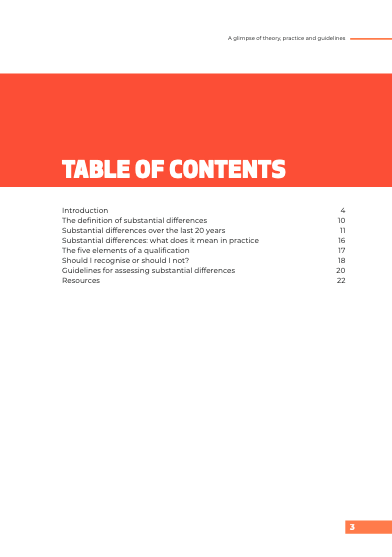 A glimpse of theory, practice and guidelines
TABLE OF CONTENTS
Introduction 4
The definition of substantial differences 10
Substantial differences over the last 20 years 11
Substantial differences: what does it mean in practice 16
The five elements of a qualification 17
Should I recognise or should I not? 18
Guidelines for assessing substantial differences 20
Resources 22
3